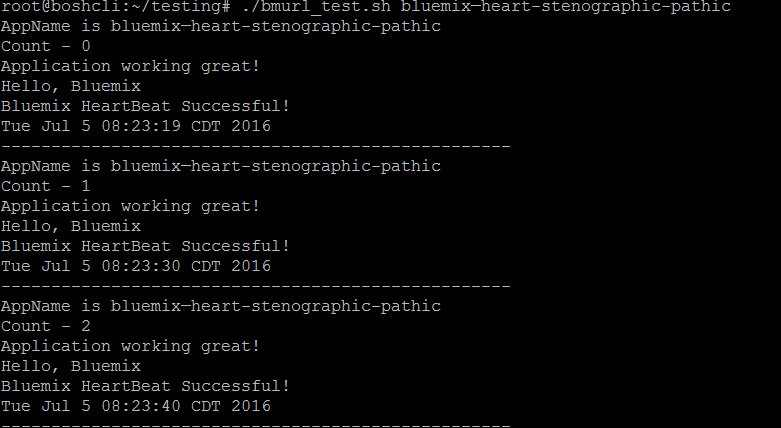 root@boshcli:~/testing# ./bmurl_test.sh bluemix—heart-stenographic-pathic
AppName is bluemix—heart-stenographic-pathic
Count - 0
Application working great!
Hello, Bluemix
Bluemix HeartBeat Successful!
Tue Jul 5 08:23:19 CDT 2016
---------------------------------------------------
AppName is bluemix—heart-stenographic-pathic
Count - 1
Application working great!
Hello, Bluemix
Bluemix HeartBeat Successful!
Tue Jul 5 08:23:30 CDT 2016
---------------------------------------------------
AppName is bluemix—heart-stenographic-pathic
Count - 2
Application working great!
Hello, Bluemix
Bluemix HeartBeat Successful!
Tue Jul 5 08:23:40 CDT 2016
---------------------------------------------------